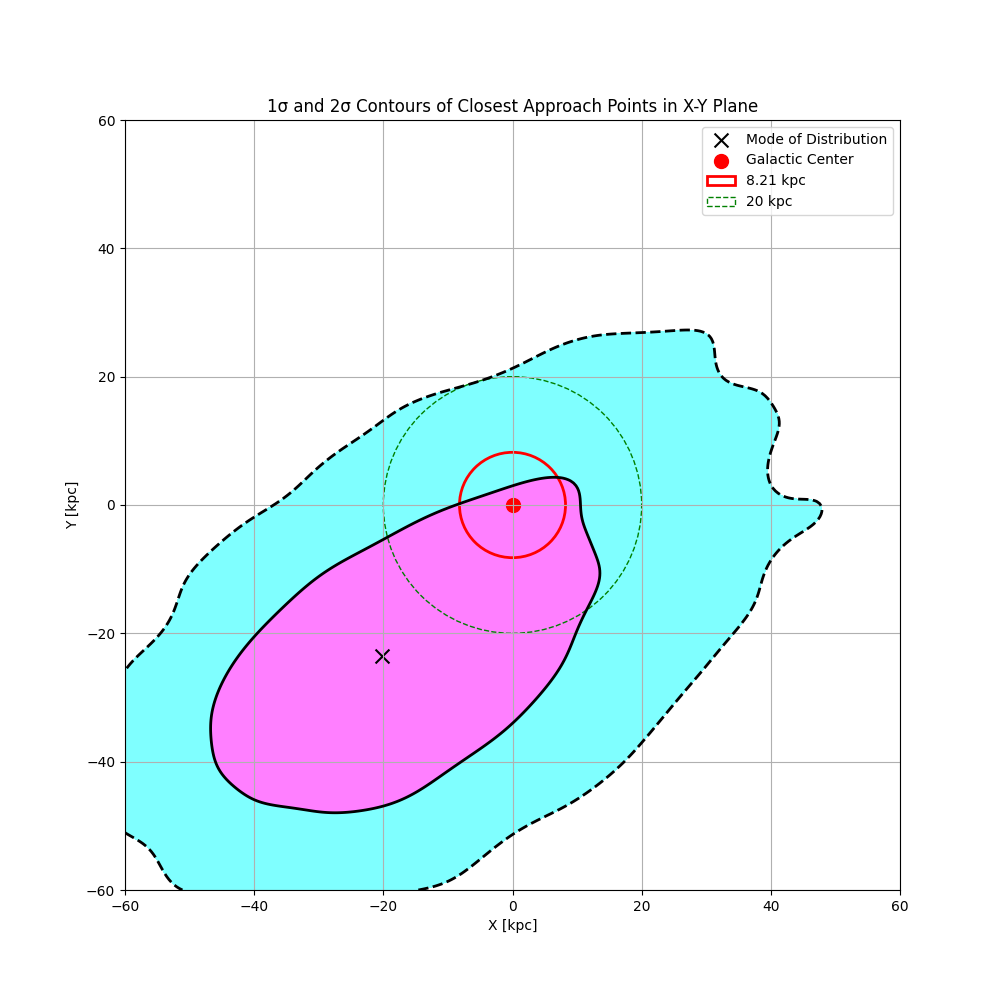 1σ and 2σ Contours of Closest Approach Points in X-Y Plane
Mode of Distribution
Galactic Center
8.21 kpc
20 kpc
60
40
20
0
−20
−40
−60
Y [kpc]
−60
−40
−20
0
20
40
60
X [kpc]